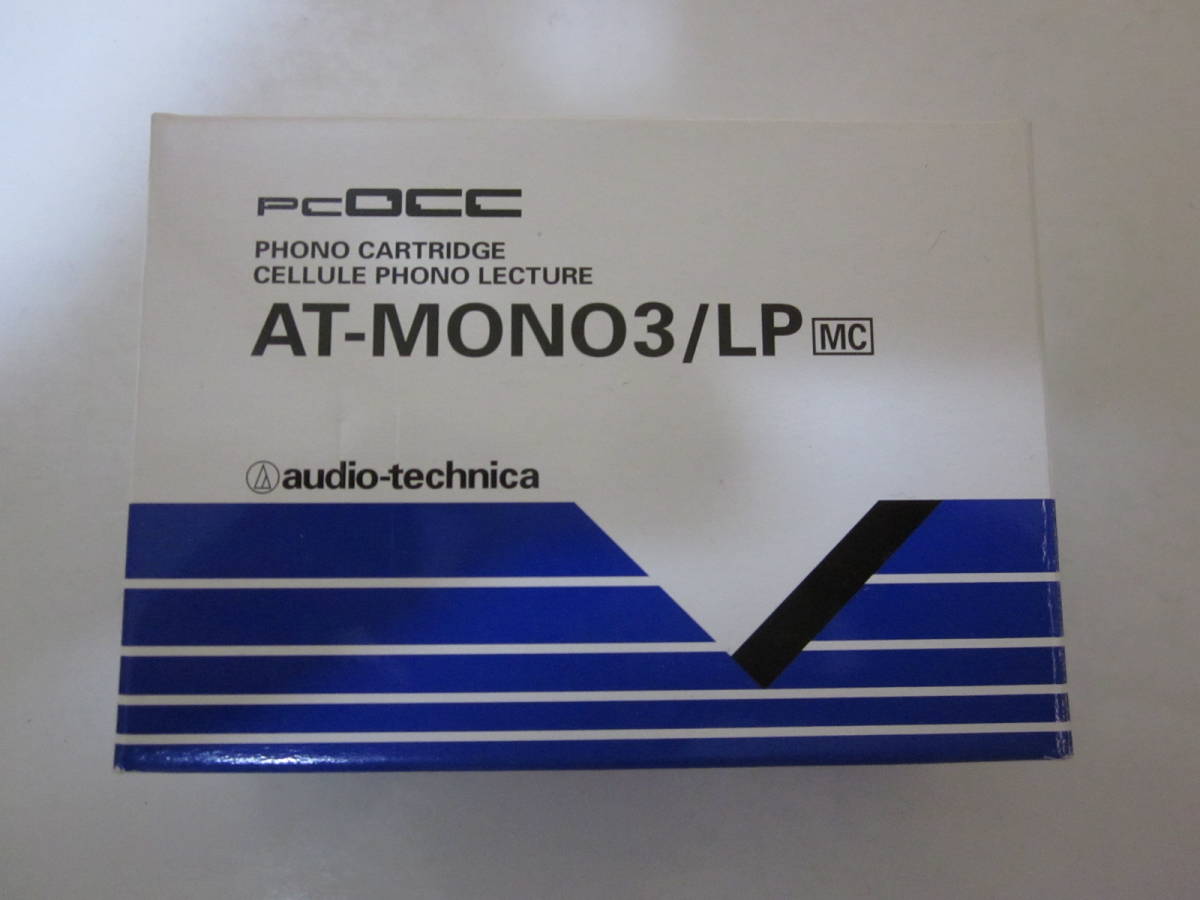 PCOCC
PHONO CARTRIDGE
CELLULE PHONO LECTURE
AT-MONO3/LP MC
audio-technica